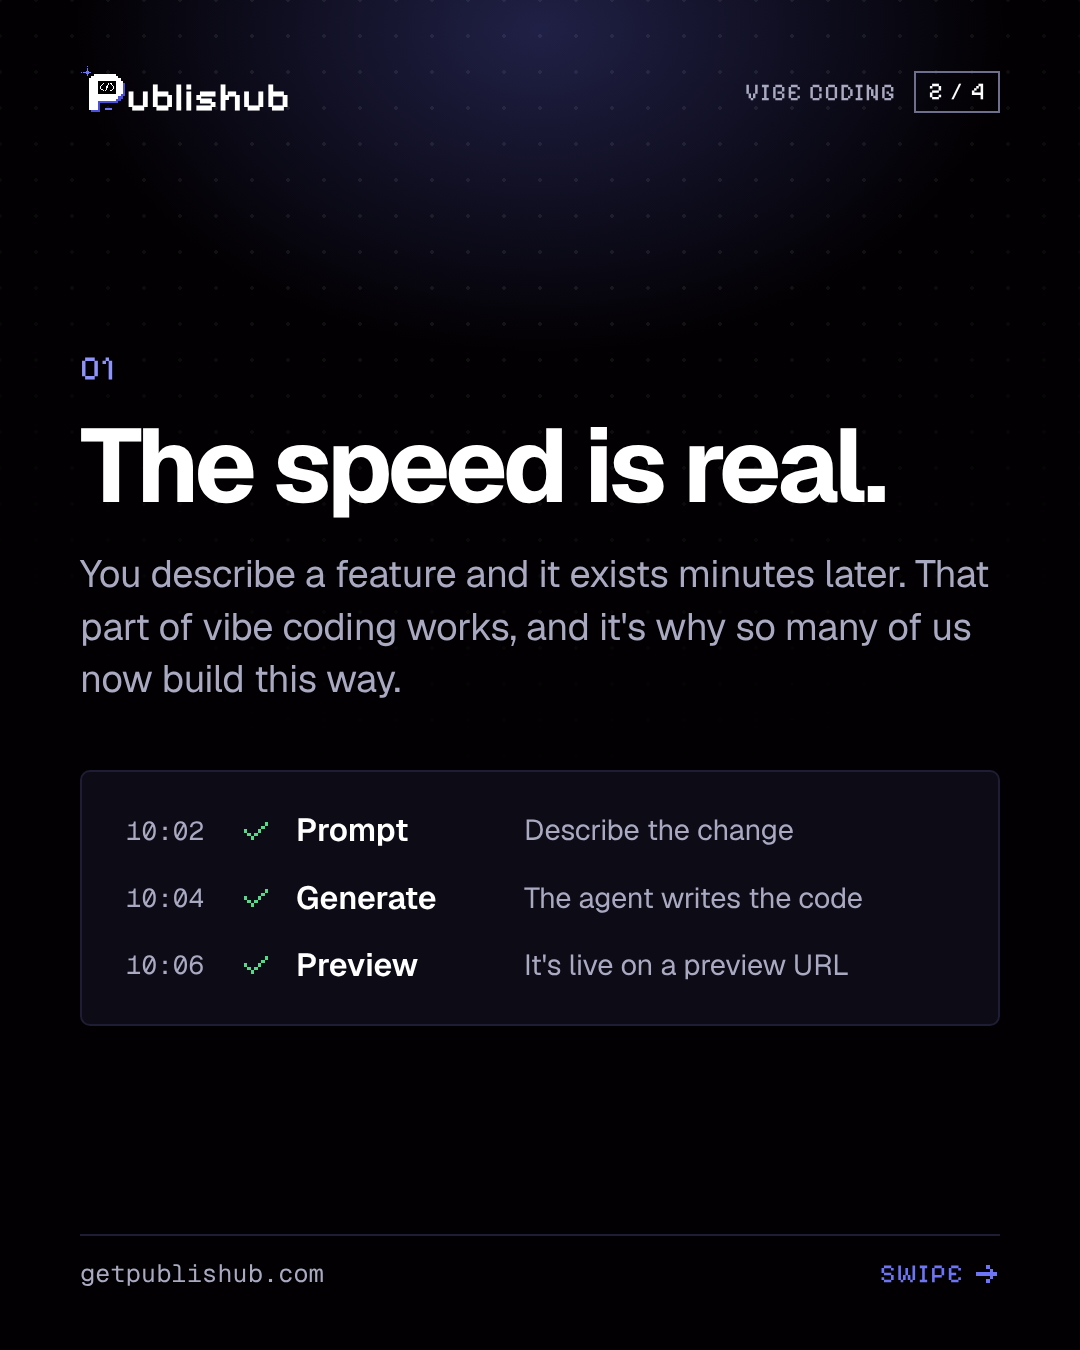 Publishub
VIBE CODING 2 / 4
01
The speed is real.
You describe a feature and it exists minutes later. That
part of vibe coding works, and it's why so many of us
now build this way.
10:02 ✓ Prompt Describe the change
10:04 ✓ Generate The agent writes the code
10:06 ✓ Preview It's live on a preview URL
getpublishub.com
SWIPE →